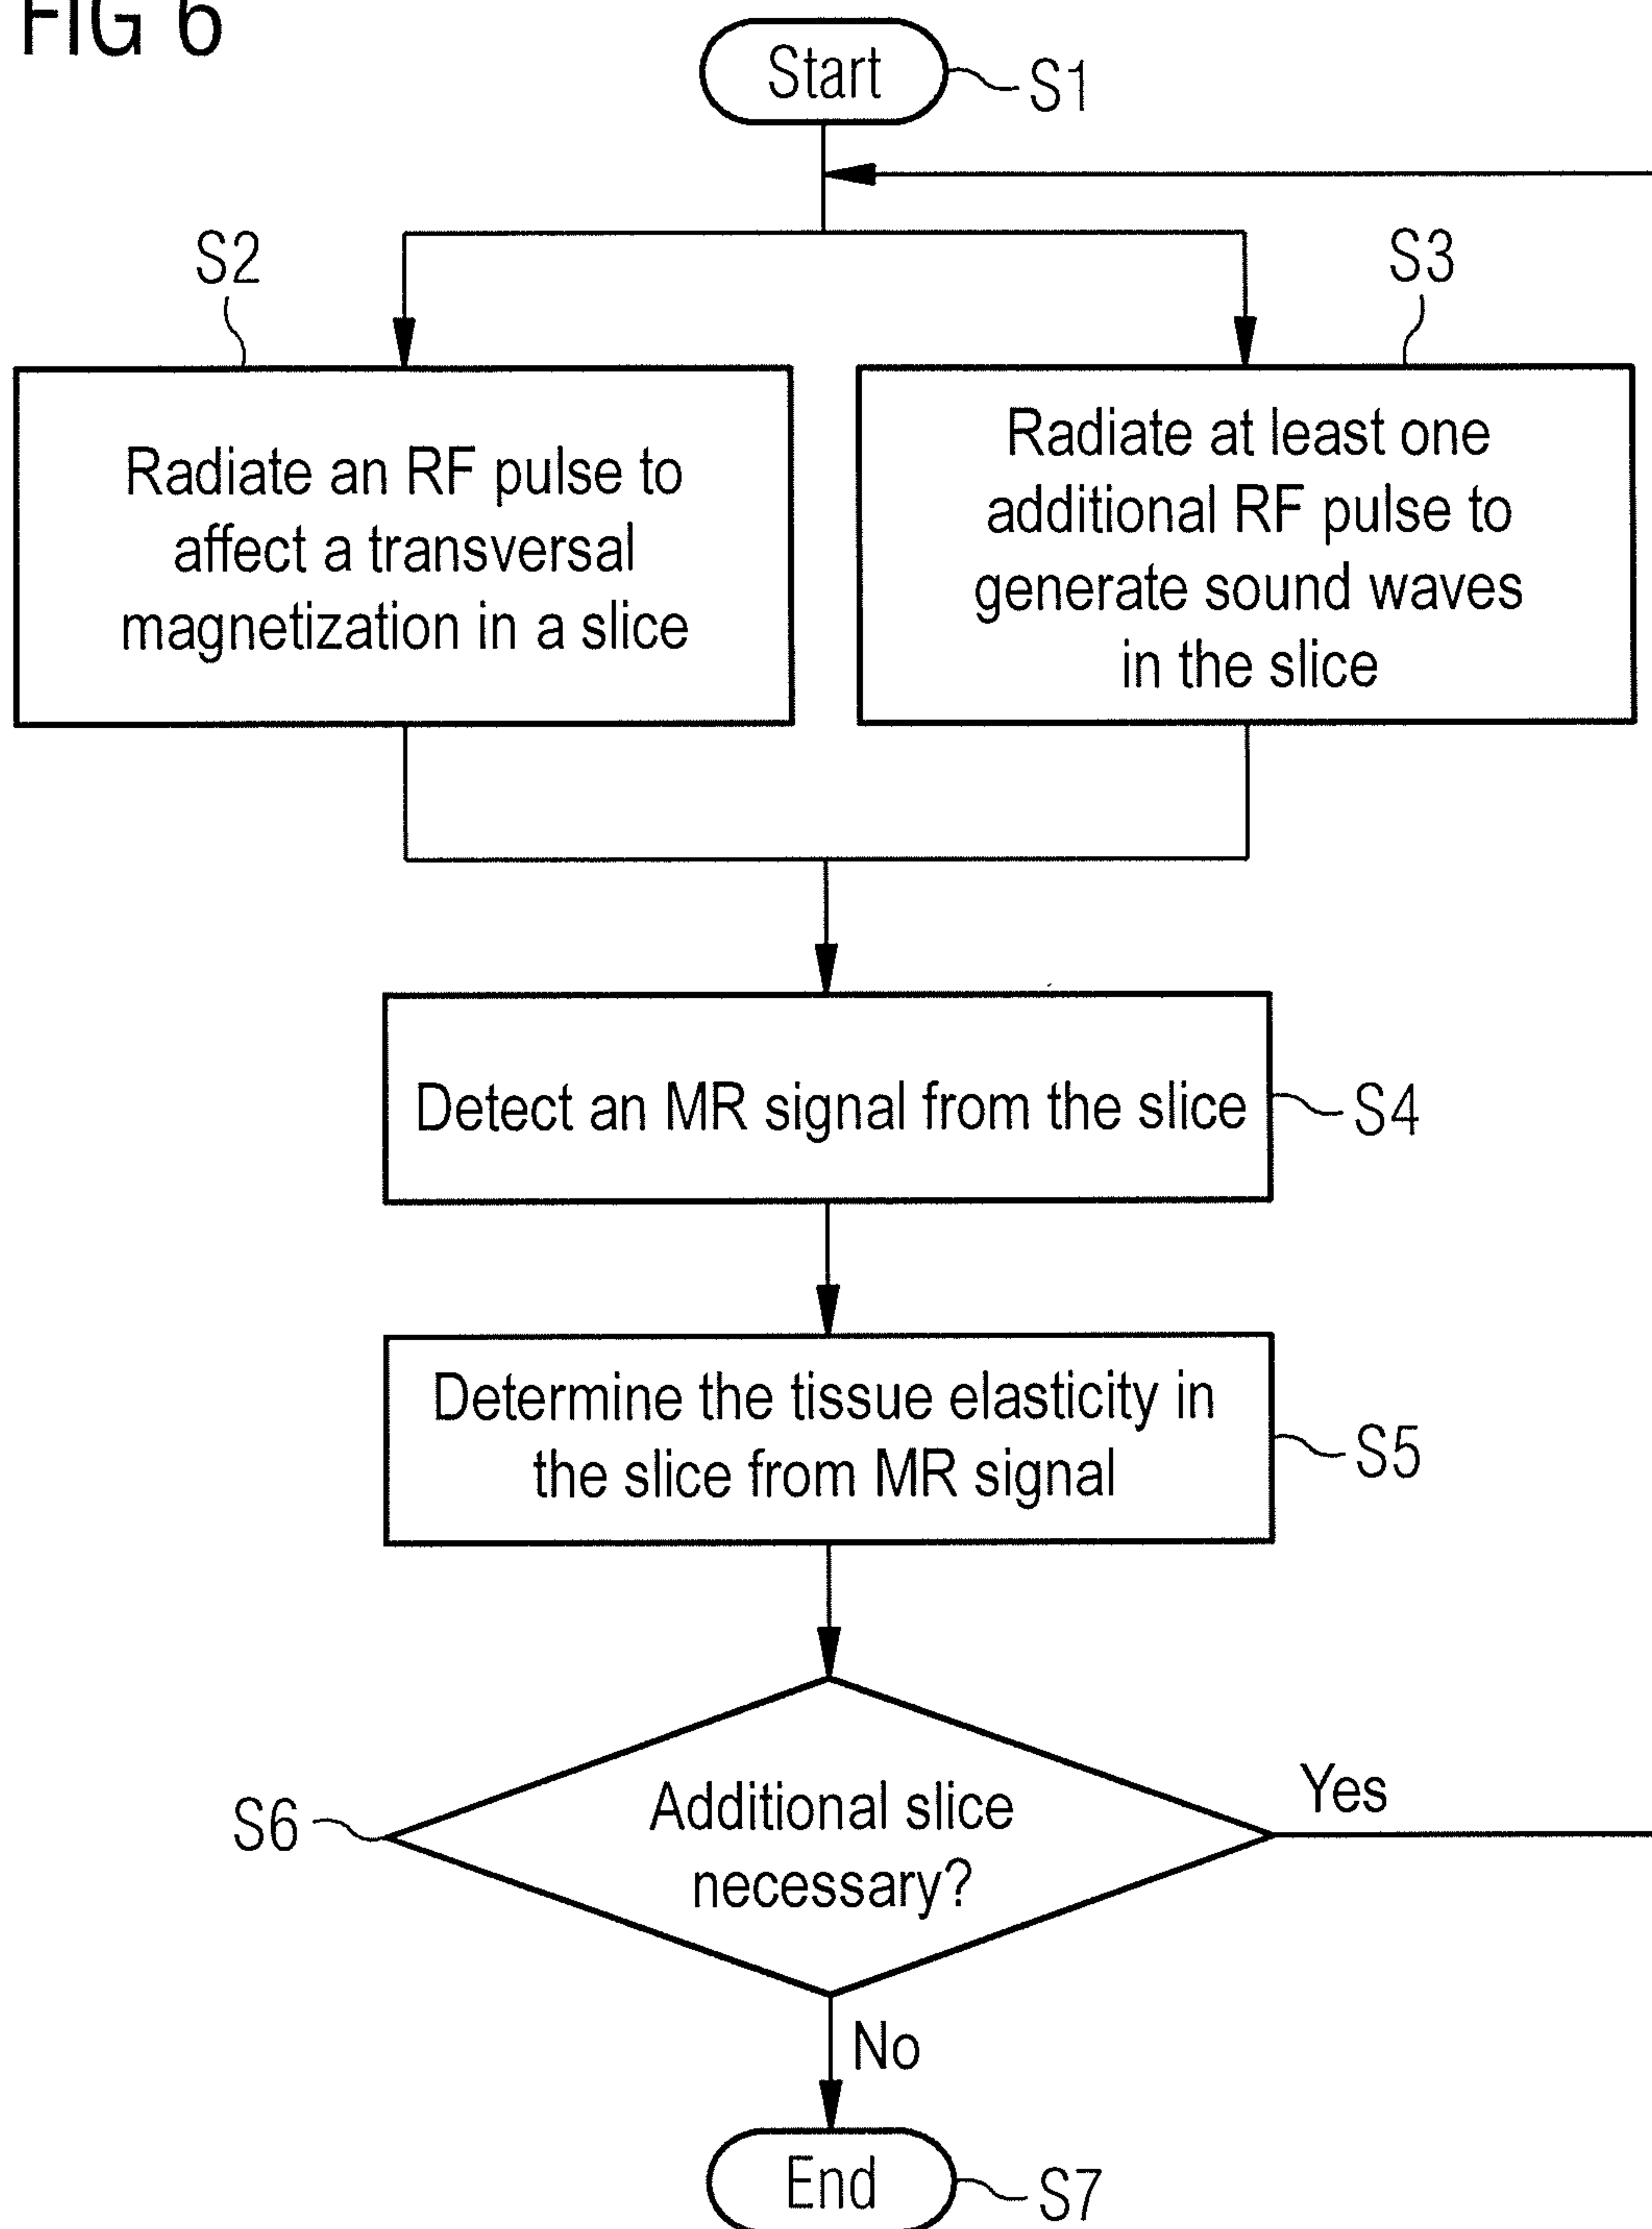 FIG 6
Start
S1
S2
S3
Radiate an RF pulse to
affect a transversal
magnetization in a slice
Radiate at least one
additional RF pulse to
generate sound waves
in the slice
Detect an MR signal from the slice
S4
Determine the tissue elasticity in
the slice from MR signal
S5
S6
Additional slice
necessary?
Yes
No
End
S7